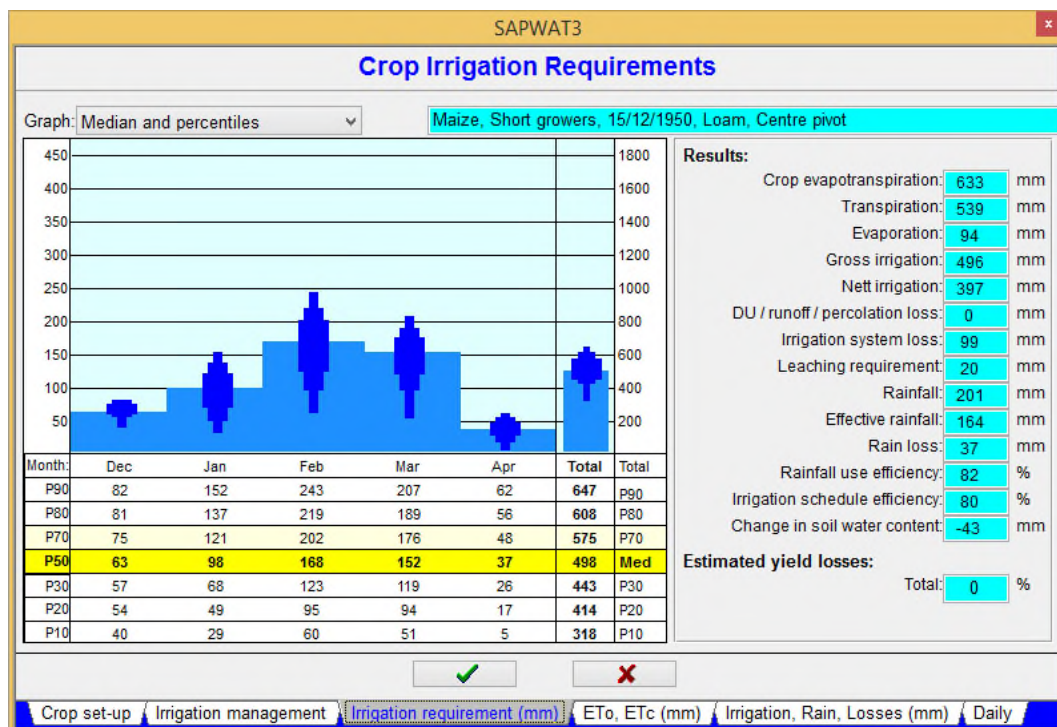 SAPWAT3
x
Crop Irrigation Requirements
Graph: Median and percentiles
Maize, Short growers, 15/12/1950, Loam, Centre pivot
450 1800
400 1600
350 1400
300 1200
250 1000
200 800
150 600
100 400
50 200
Month: Dec Jan Feb Mar Apr Total Total
P90 82 152 243 207 62 647 P90
P80 81 137 219 189 56 608 P80
P70 75 121 202 176 48 575 P70
P50 63 98 168 152 37 498 Med
P30 57 68 123 119 26 443 P30
P20 54 49 95 94 17 414 P20
P10 40 29 60 51 5 318 P10
Results:
Crop evapotranspiration: 633 mm
Transpiration: 539 mm
Evaporation: 94 mm
Gross irrigation: 496 mm
Nett irrigation: 397 mm
DU / runoff / percolation loss: 0 mm
Irrigation system loss: 99 mm
Leaching requirement: 20 mm
Rainfall: 201 mm
Effective rainfall: 164 mm
Rain loss: 37 mm
Rainfall use efficiency: 82 %
Irrigation schedule efficiency: 80 %
Change in soil water content: -43 mm
Estimated yield losses:
Total: 0 %
Crop set-up Irrigation management Irrigation requirement (mm) ETo, ETc (mm) Irrigation, Rain, Losses (mm) Daily